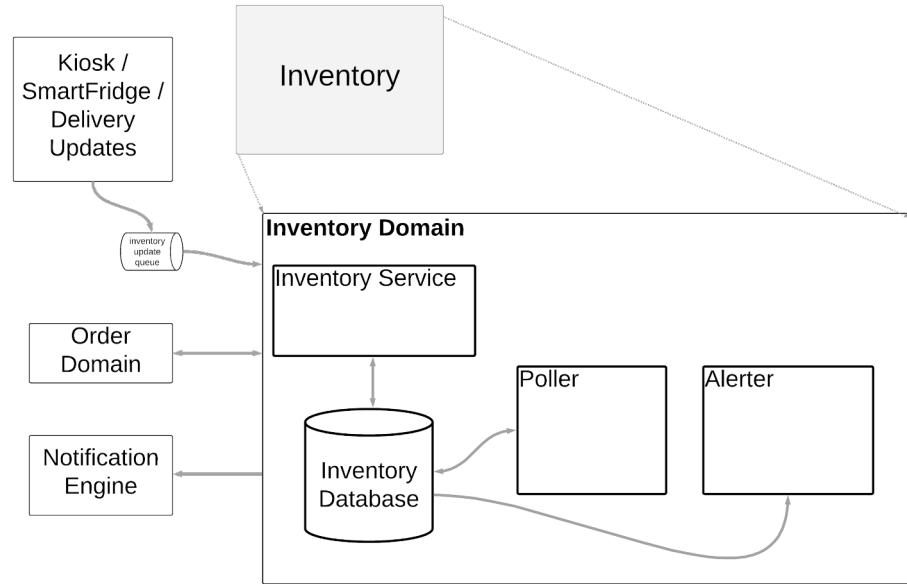 Kiosk /
SmartFridge /
Delivery
Updates
Inventory
inventory
update
queue
Inventory Domain
Inventory Service
Order
Domain
Poller
Alerter
Notification
Engine
Inventory
Database